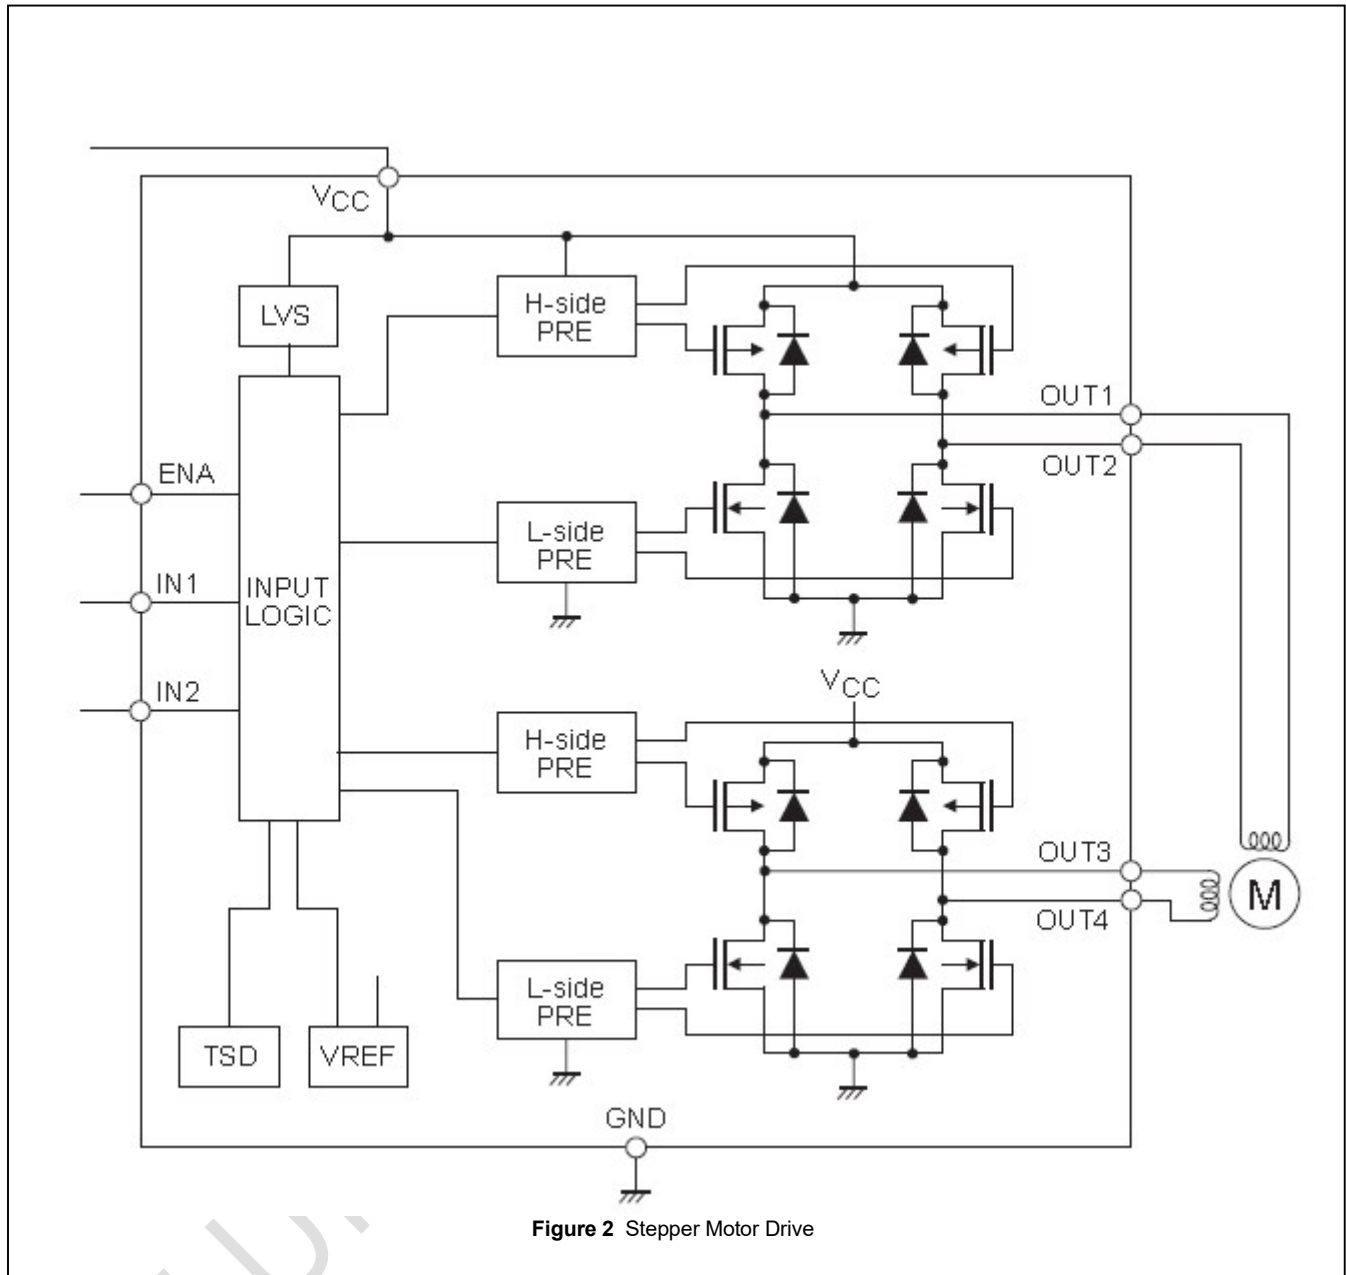 VCC
LVS
H-side
PRE
OUT1
OUT2
ENA
L-side
PRE
IN1
INPUT
LOGIC
IN2
VCC
H-side
PRE
OUT3
M
OUT4
L-side
PRE
TSD
VREF
GND
Figure 2 Stepper Motor Drive